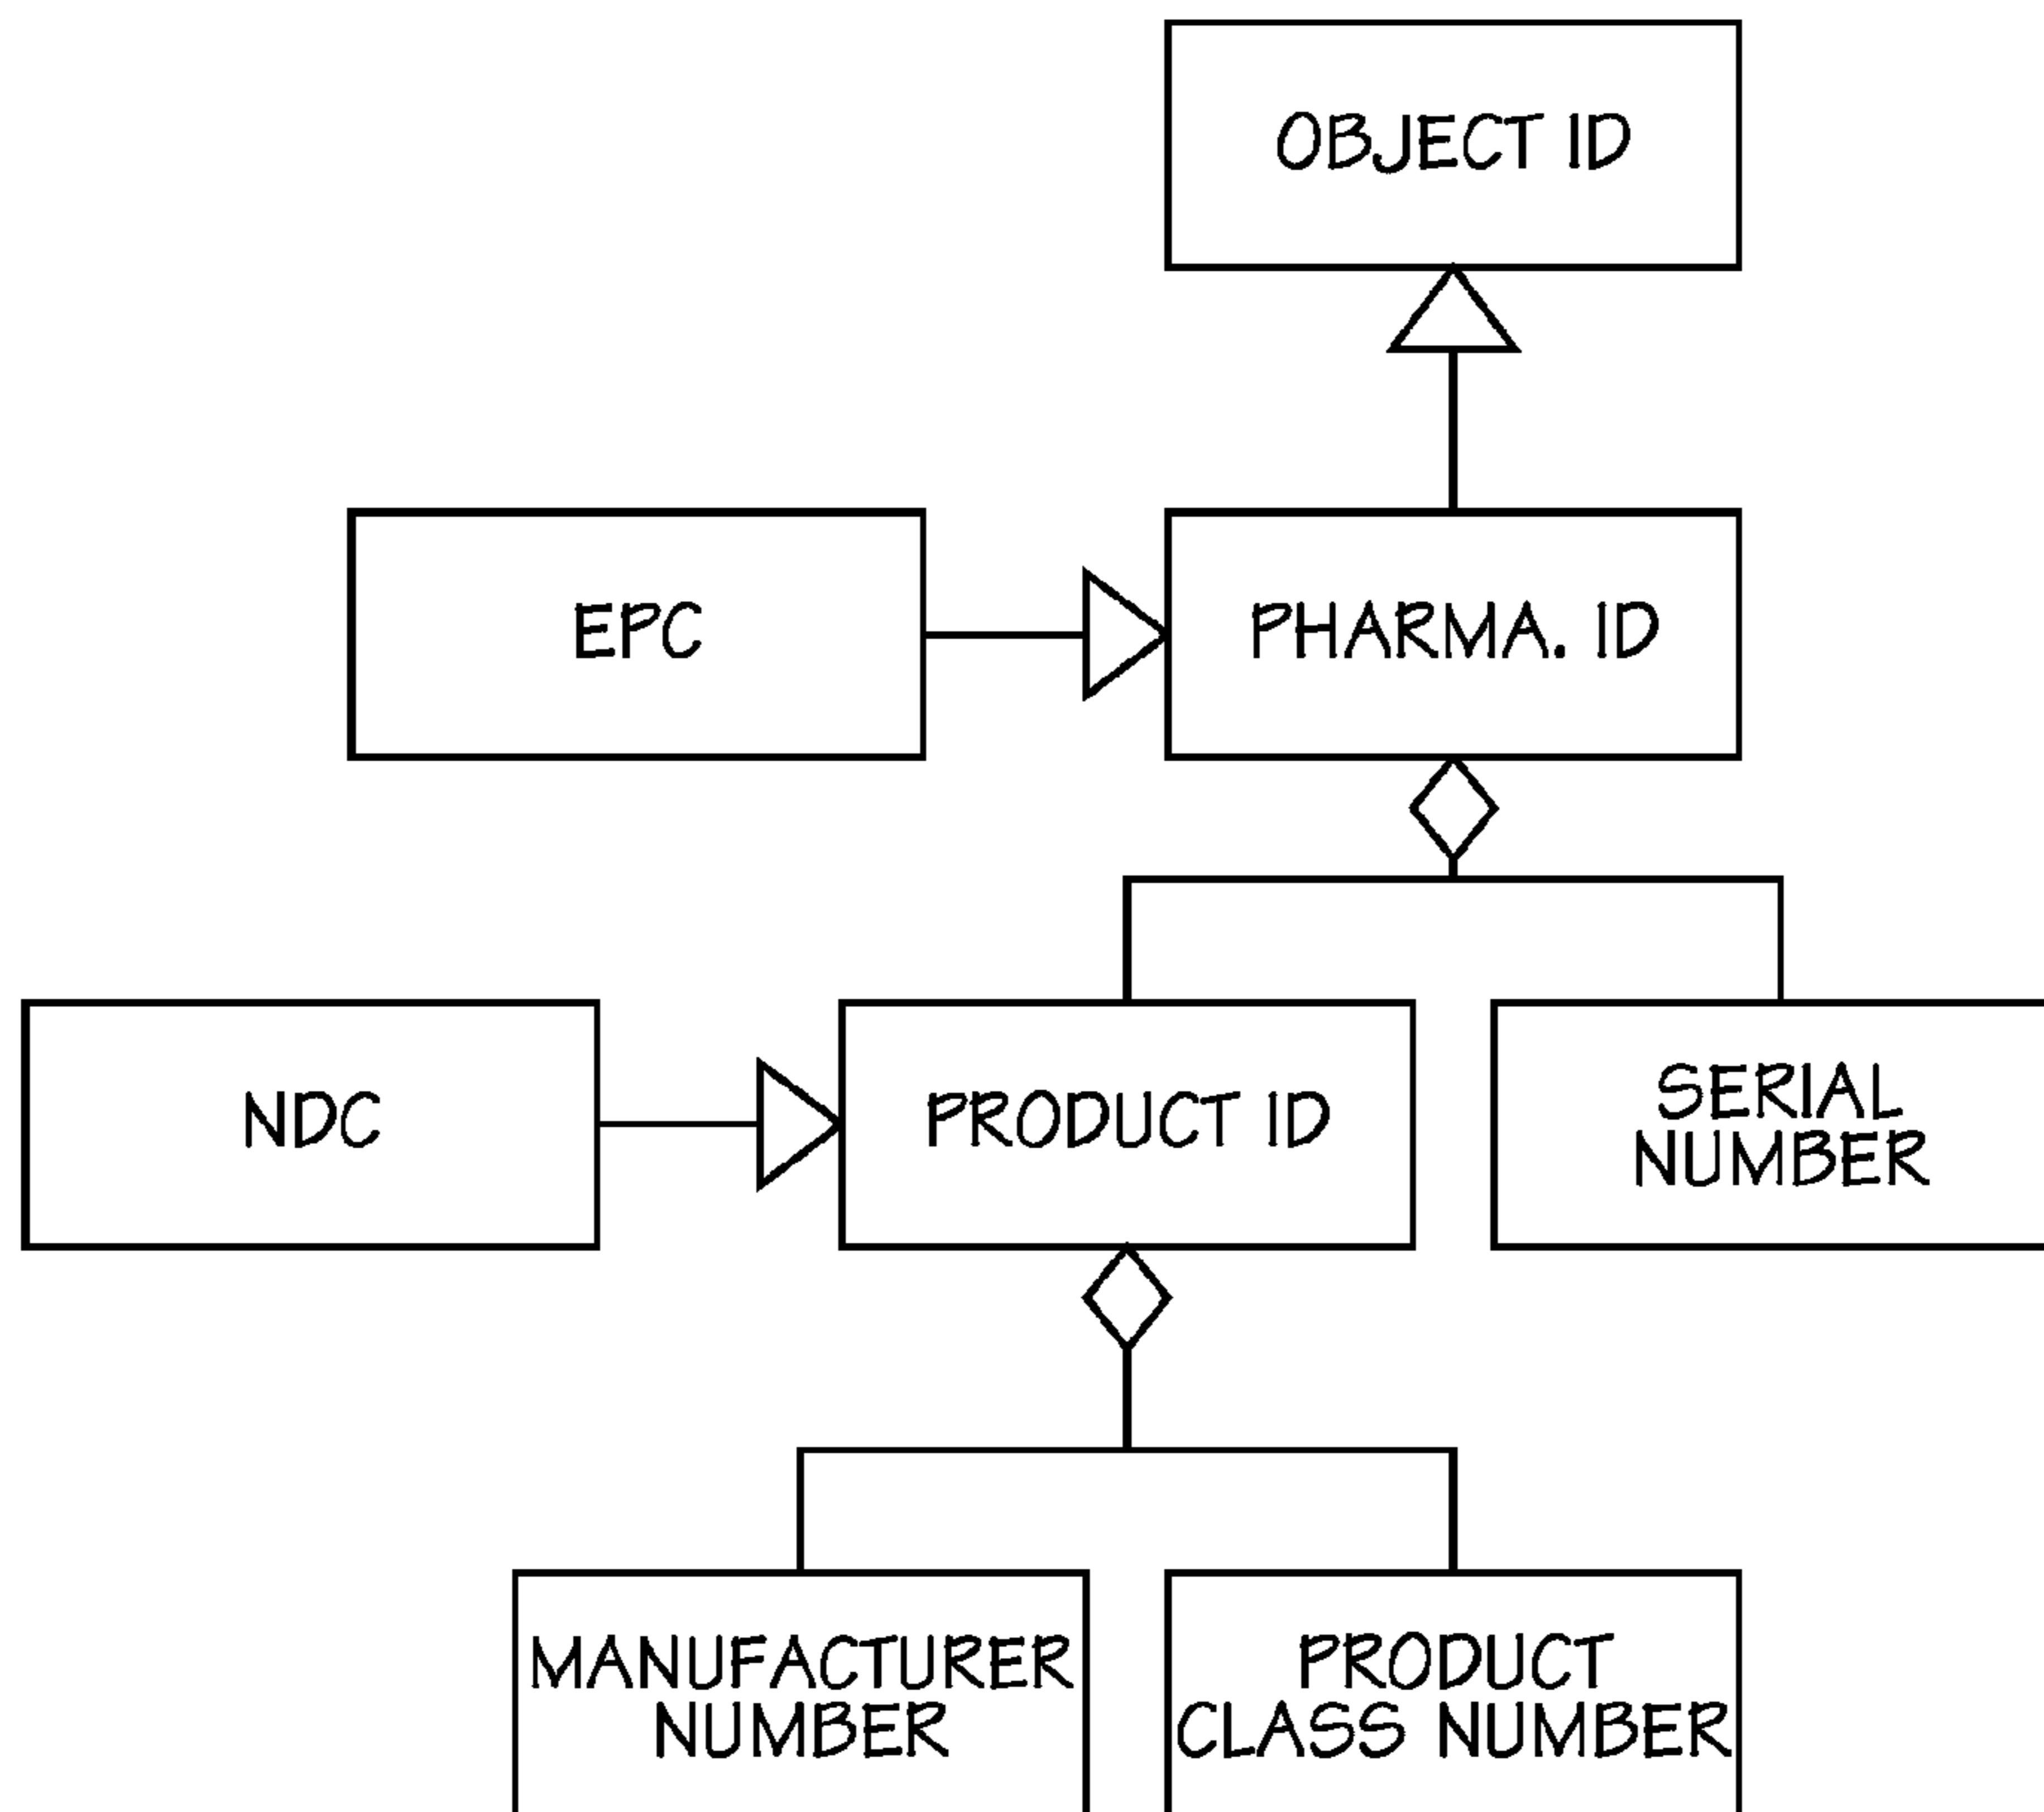 OBJECT ID
EPC
PHARMA. ID
NDC
PRODUCT ID
SERIAL
NUMBER
MANUFACTURER
NUMBER
PRODUCT
CLASS NUMBER